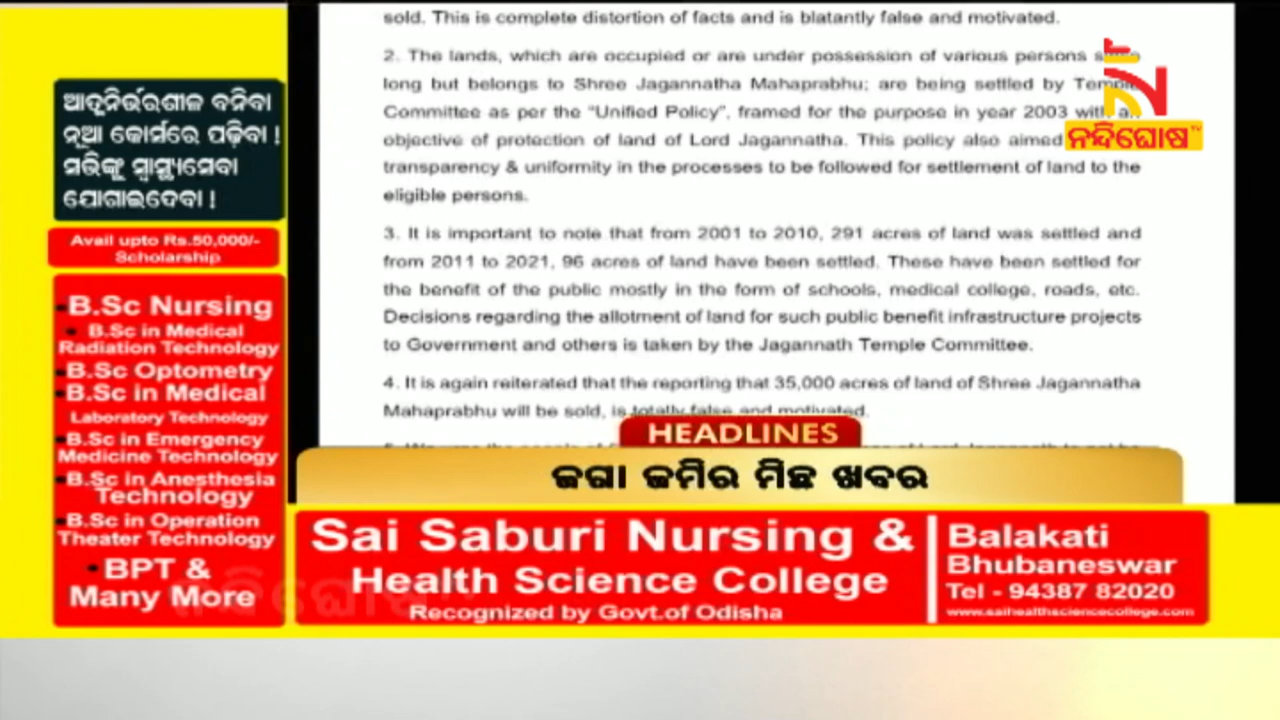 ଆତ୍ମନିର୍ଭରଶୀଳ ବନିବା
ନୂଆ କୋର୍ସରେ ପଢ଼ିବା !
ସଭିଙ୍କୁ ସ୍ୱାସ୍ଥ୍ୟସେବା
ଯୋଗାଇଦେବା !
Avail upto Rs.50,000/-
Scholarship
B.Sc Nursing
B.Sc in Medical
Radiation Technology
B.Sc Optometry
B.Sc in Medical
Laboratory Technology
B.Sc in Emergency
Medicine Technology
B.Sc in Anesthesia
Technology
B.Sc in Operation
Theater Technology
BPT &
Many More
sold. This is complete distortion of facts and is blatantly false and motivated.
2. The lands, which are occupied or are under possession of various persons
long but belongs to Shree Jagannatha Mahaprabhu; are being settled by Temple
Committee as per the "Unified Policy", framed for the purpose in year 2003 with an
objective of protection of land of Lord Jagannatha. This policy also aimed
transparency & uniformity in the processes to be followed for settlement of land to the
eligible persons.
3. It is important to note that from 2001 to 2010, 291 acres of land was settled and
from 2011 to 2021, 96 acres of land have been settled. These have been settled for
the benefit of the public mostly in the form of schools, medical college, roads, etc.
Decisions regarding the allotment of land for such public benefit infrastructure projects
to Government and others is taken by the Jagannath Temple Committee.
4. It is again reiterated that the reporting that 35,000 acres of land of Shree Jagannatha
Mahaprabhu will be sold, is totally false and motivated.
ନନ୍ଦିଘୋଷ
HEADLINES
ଜଗା ଜମିର ମିଛ ଖବର
Sai Saburi Nursing &
Health Science College
Recognized by Govt.of Odisha
Balakati
Bhubaneswar
Tel - 94387 82020
www.saihealthsciencecollege.com